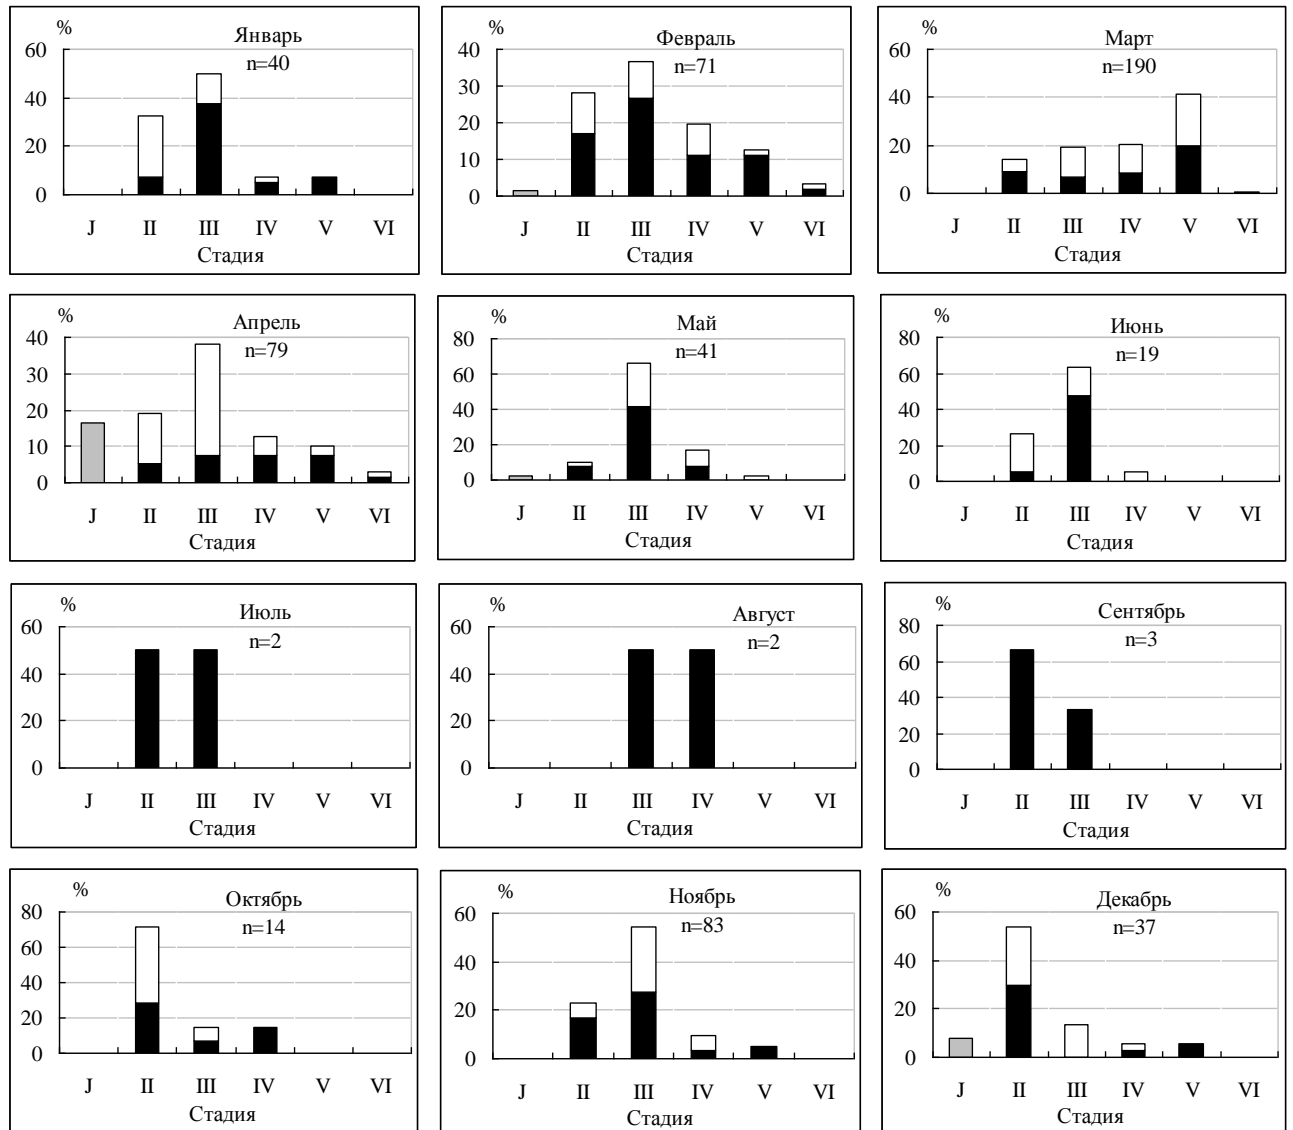 %
Январь
n=40
60
40
20
0
J II III IV V VI
Стадия
%
Февраль
n=71
40
30
20
10
0
J II III IV V VI
Стадия
%
Март
n=190
60
40
20
0
J II III IV V VI
Стадия
%
Апрель
n=79
40
30
20
10
0
J II III IV V VI
Стадия
%
Май
n=41
80
60
40
20
0
J II III IV V VI
Стадия
%
Июнь
n=19
80
60
40
20
0
J II III IV V VI
Стадия
%
Июль
n=2
60
40
20
0
J II III IV V VI
Стадия
%
Август
n=2
60
40
20
0
J II III IV V VI
Стадия
%
Сентябрь
n=3
80
60
40
20
0
J II III IV V VI
Стадия
%
Октябрь
n=14
80
60
40
20
0
J II III IV V VI
Стадия
%
Ноябрь
n=83
60
40
20
0
J II III IV V VI
Стадия
%
Декабрь
n=37
60
40
20
0
J II III IV V VI
Стадия